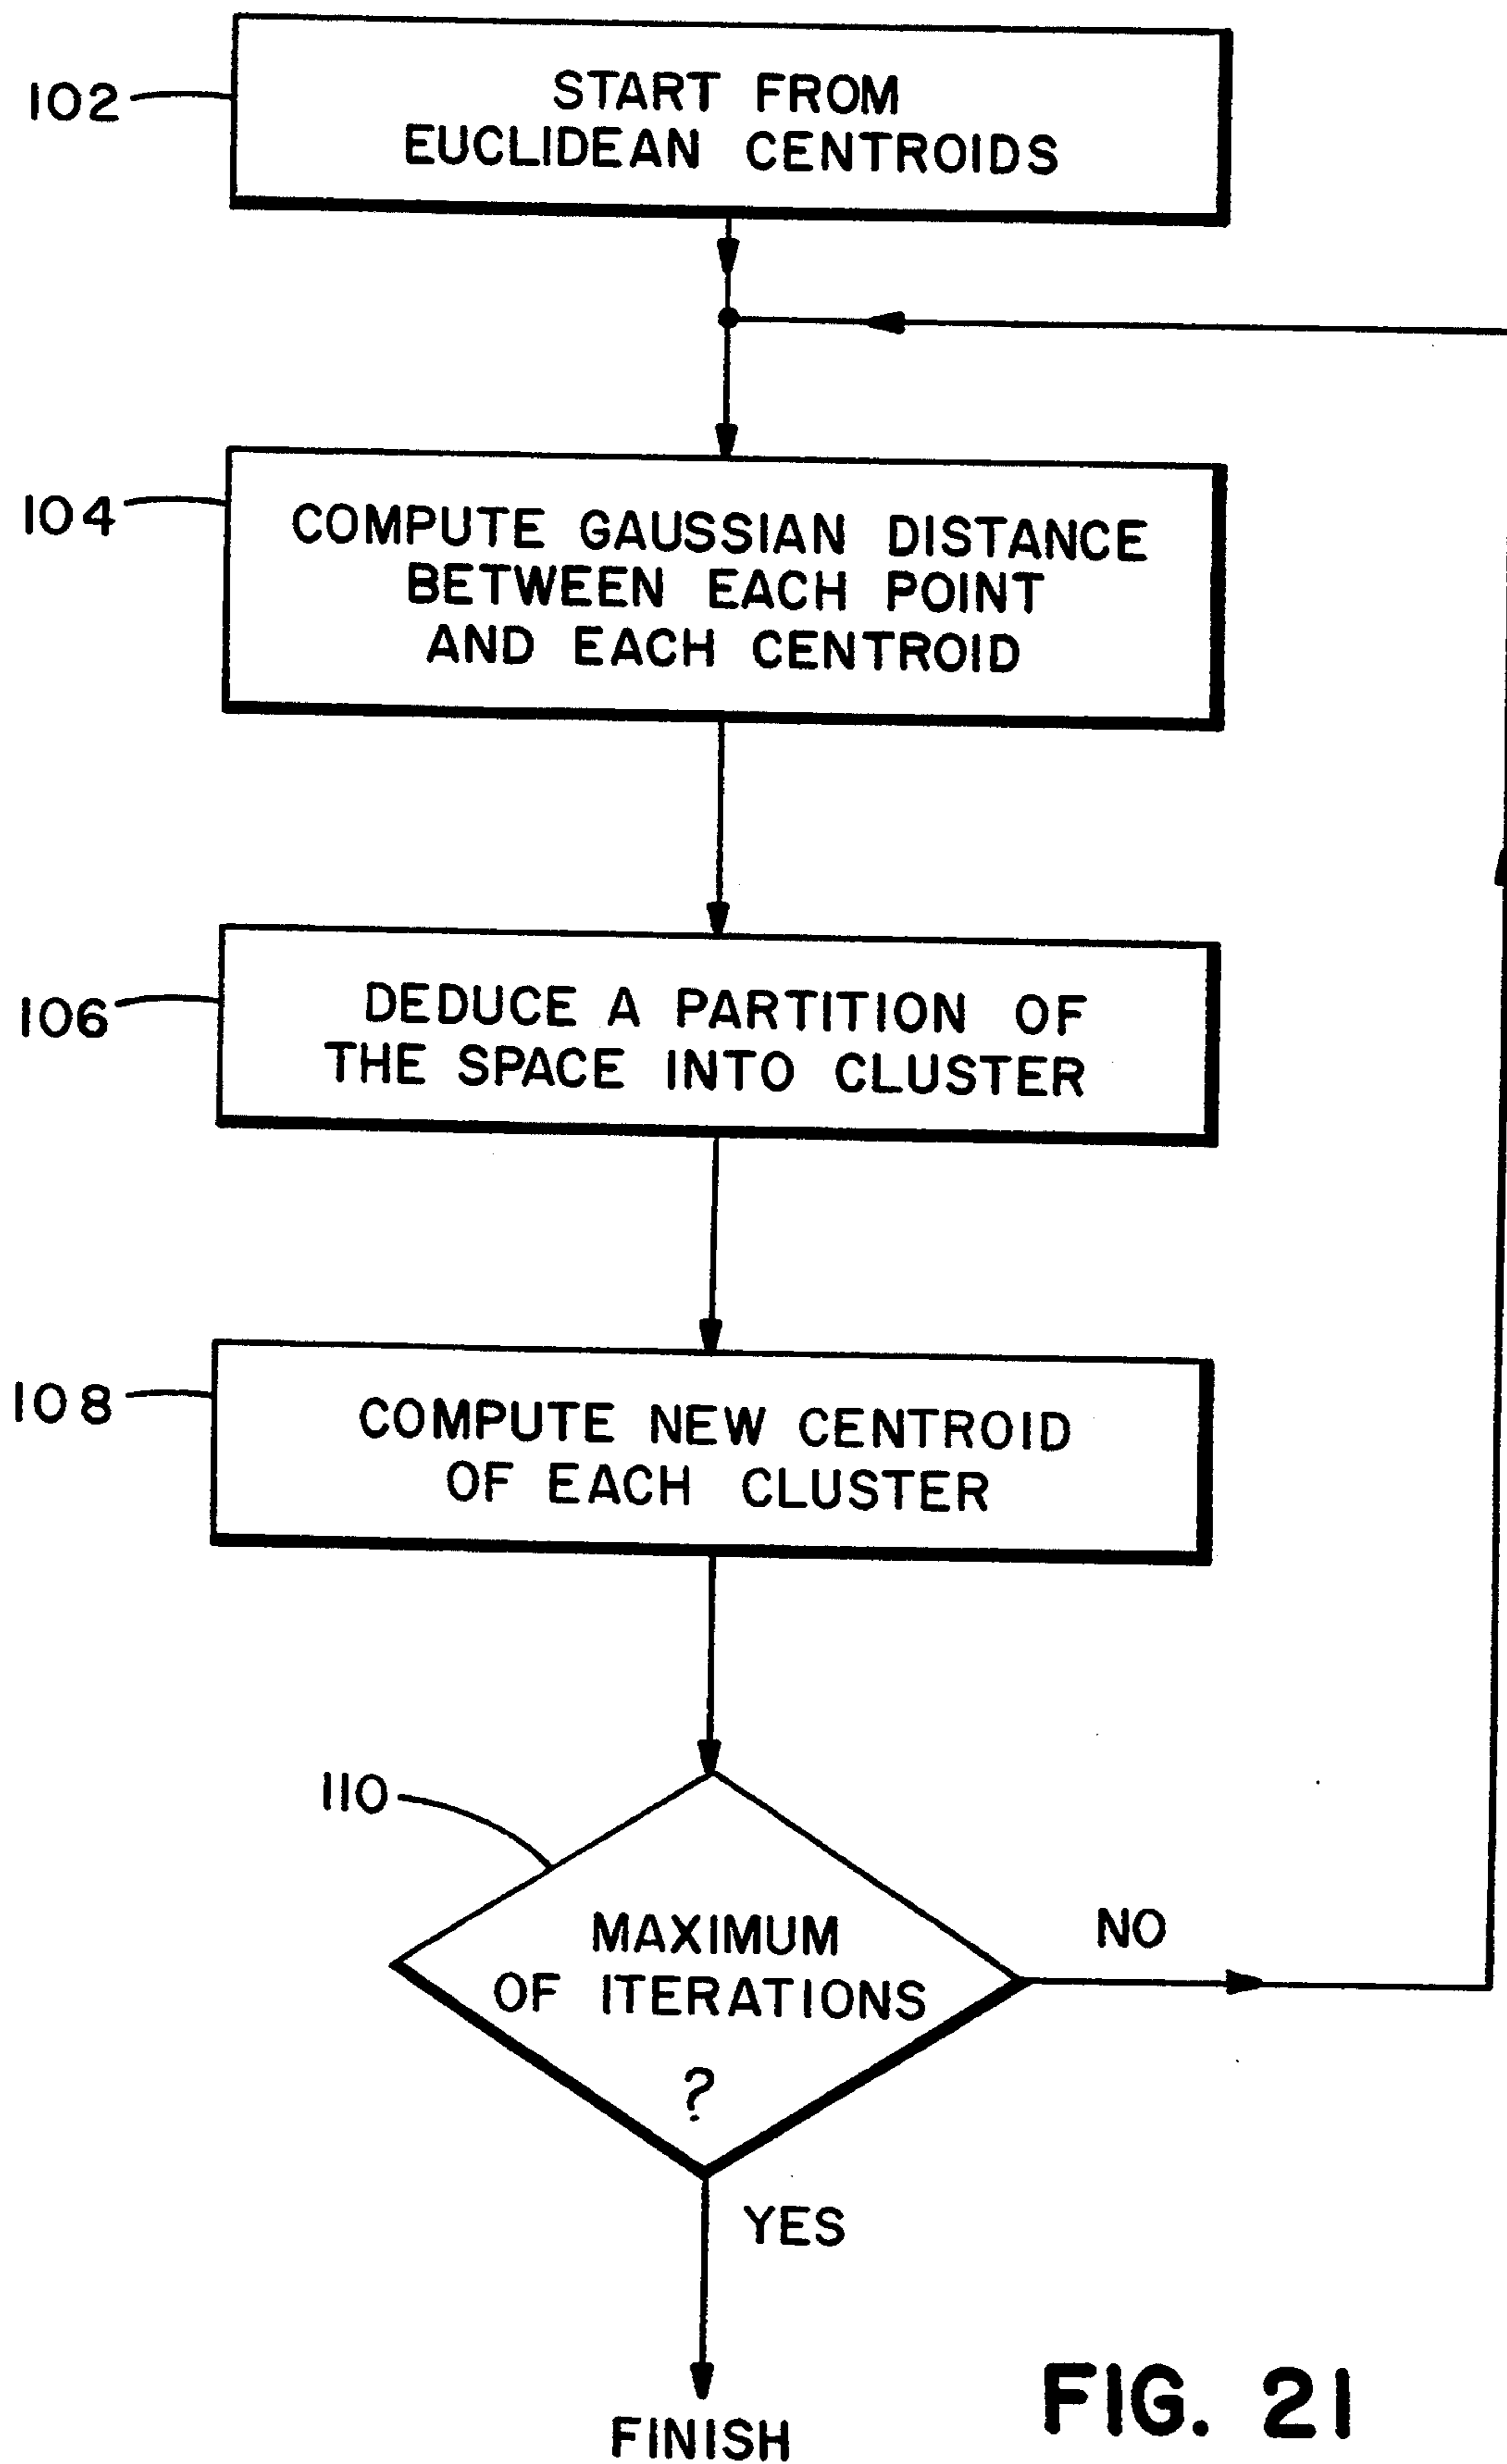 102
START FROM
EUCLIDEAN CENTROIDS
104
COMPUTE GAUSSIAN DISTANCE
BETWEEN EACH POINT
AND EACH CENTROID
106
DEDUCE A PARTITION OF
THE SPACE INTO CLUSTER
108
COMPUTE NEW CENTROID
OF EACH CLUSTER
110
MAXIMUM
OF ITERATIONS
?
NO
YES
FINISH
FIG. 21